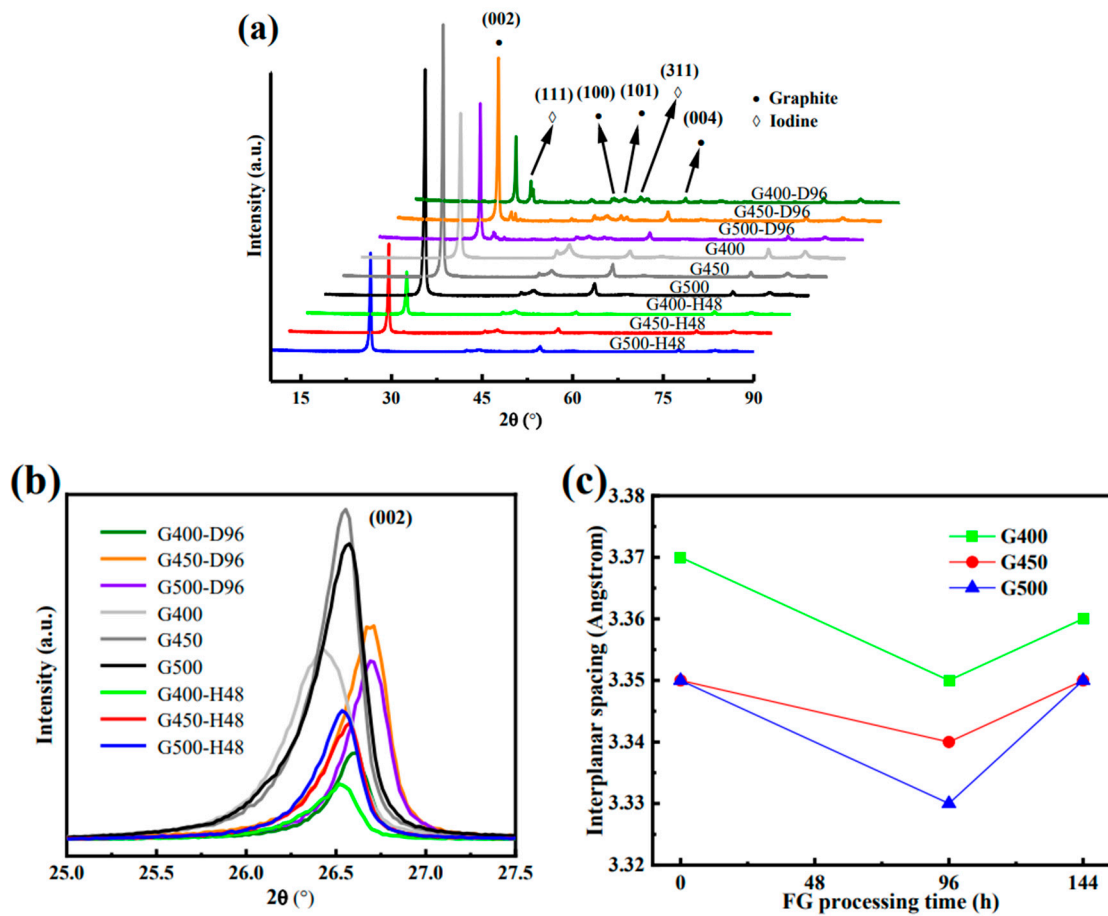 (a)
(002)
•
(311)
◊
(111)
◊
(100)
•
(101)
•
(004)
•
• Graphite
◊ Iodine
G400-D96
G450-D96
G500-D96
G400
G450
G500
G400-H48
G450-H48
G500-H48
Intensity (a.u.)
15 30 45 60 75 90
2θ (°)
(b)
(002)
G400-D96
G450-D96
G500-D96
G400
G450
G500
G400-H48
G450-H48
G500-H48
Intensity (a.u.)
25.0 25.5 26.0 26.5 27.0 27.5
2θ (°)
(c)
3.38
3.37
3.36
3.35
3.34
3.33
3.32
Interplanar spacing (Angstrom)
G400
G450
G500
0 48 96 144
FG processing time (h)